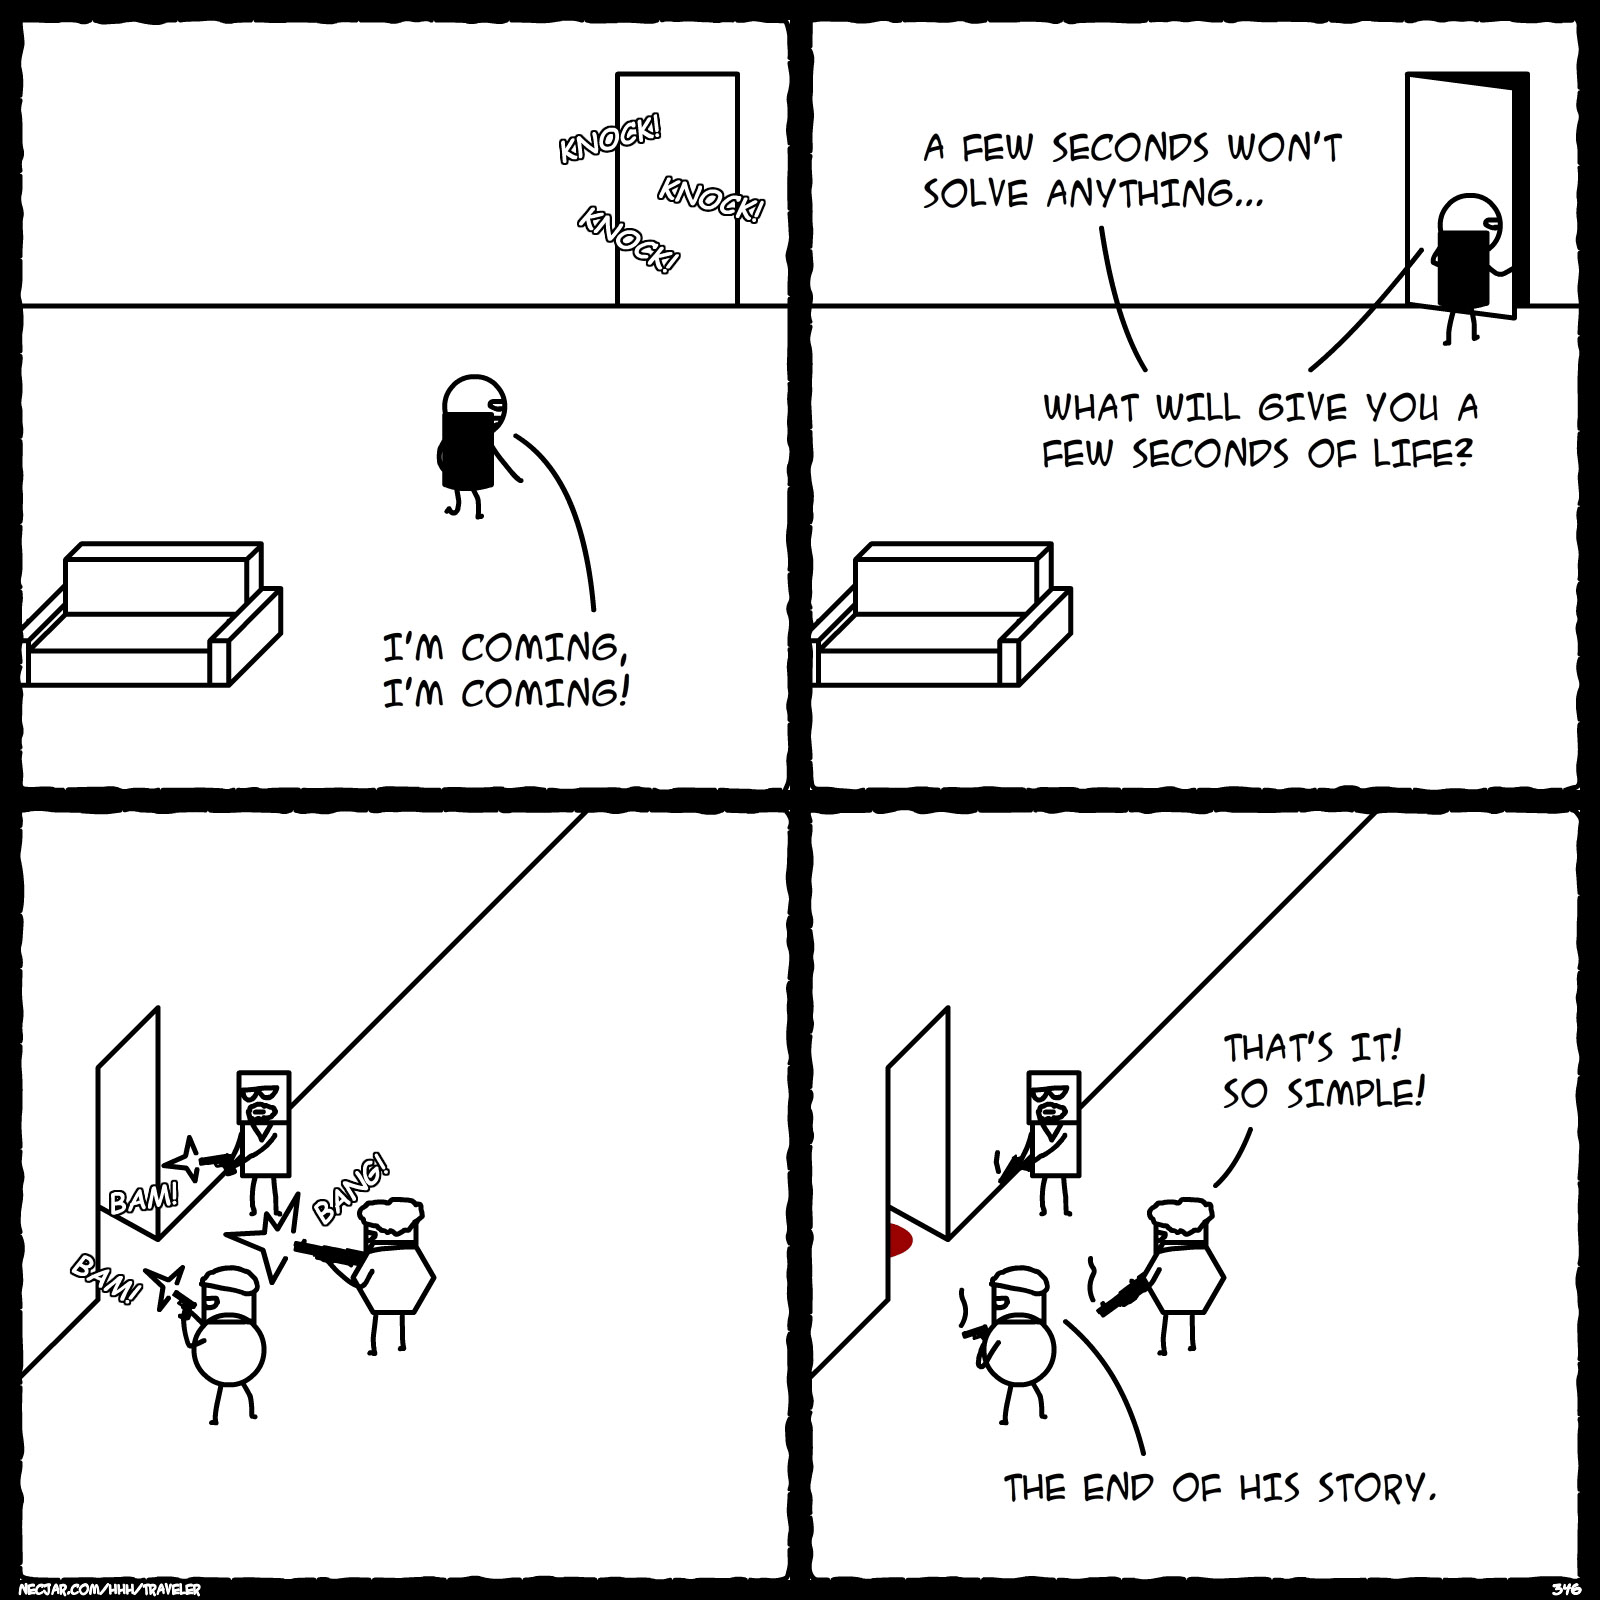 KNOCK!
KNOCK!
KNOCK!
I'M COMING,
I'M COMING!
A FEW SECONDS WON'T
SOLVE ANYTHING...
WHAT WILL GIVE YOU A
FEW SECONDS OF LIFE?
BAM!
BANG!
BAM!
THAT'S IT!
SO SIMPLE!
THE END OF HIS STORY.
NECJAR.COM/HHH/TRAVELER
346